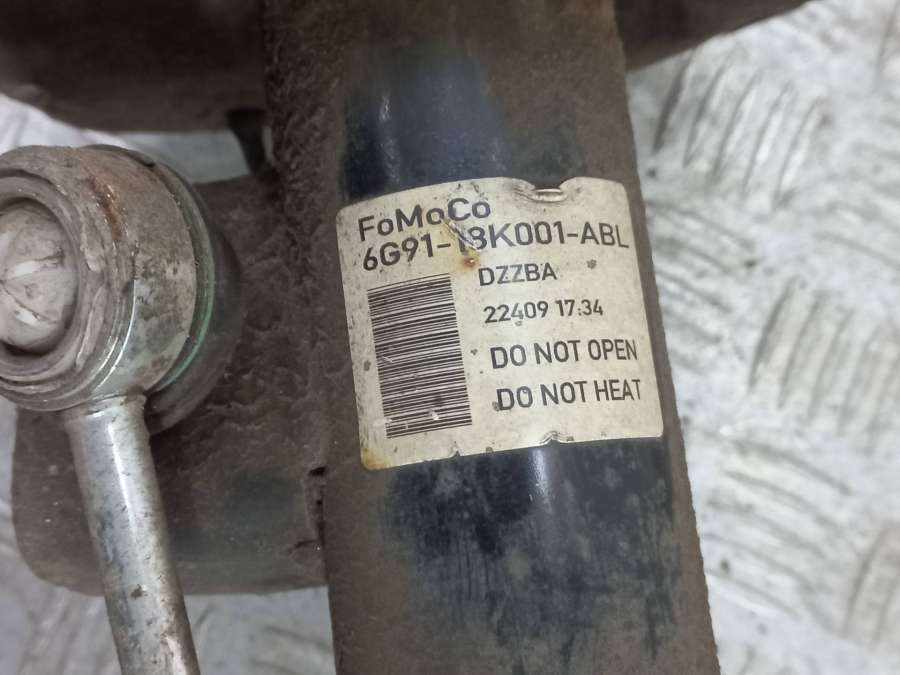 FoMoCo
6G91-18K001-ABL
DZZBA
22409 17:34
DO NOT OPEN
DO NOT HEAT